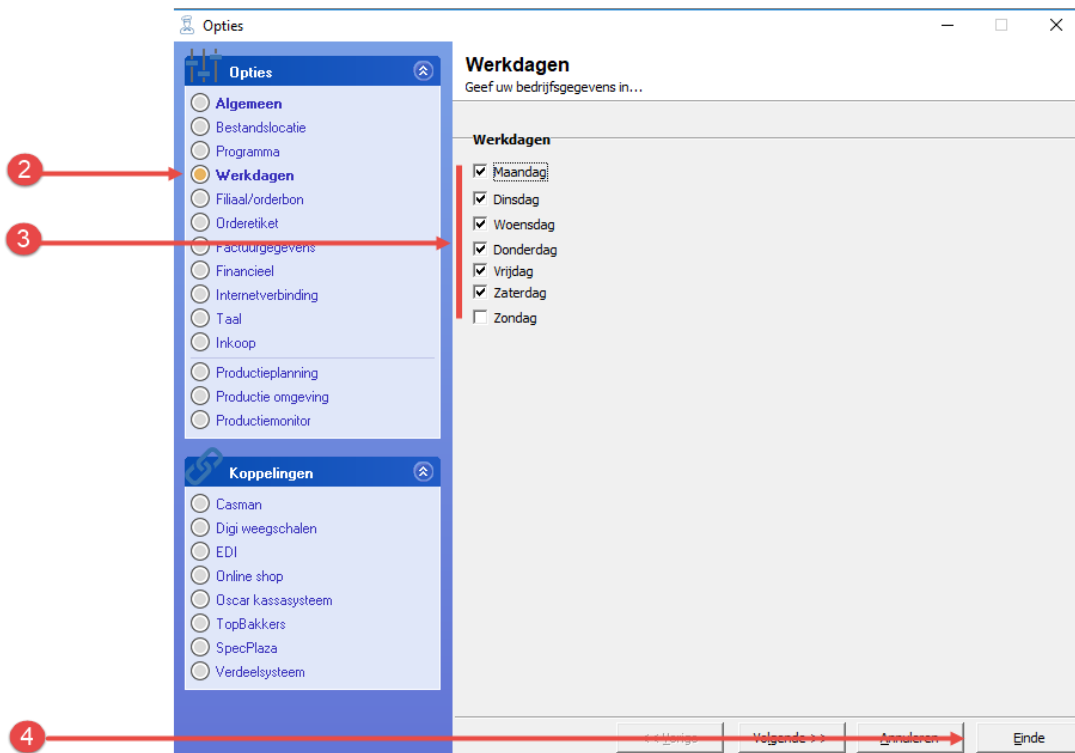 Opties
Opties
Algemeen
Bestandslocatie
Programma
2
Werkdagen
Filiaal/orderbon
Orderetiket
3
Factuurgegevens
Financieel
Internetverbinding
Taal
Inkoop
Productieplanning
Productie omgeving
Productiemonitor
Koppelingen
Casman
Digi weegschalen
EDI
Online shop
Oscar kassasysteem
TopBakkers
SpecPlaza
Verdeelsysteem
Werkdagen
Geef uw bedrijfsgegevens in...
Werkdagen
Maandag
Dinsdag
Woensdag
Donderdag
Vrijdag
Zaterdag
Zondag
4
<< Vorige
Volgende >>
Annuleren
Einde